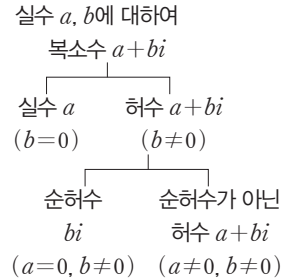 실수 a, b에 대하여
복소수 a+bi
실수 a 허수 a+bi
(b=0) (b≠0)
순허수 순허수가 아닌
bi 허수 a+bi
(a=0, b≠0) (a≠0, b≠0)